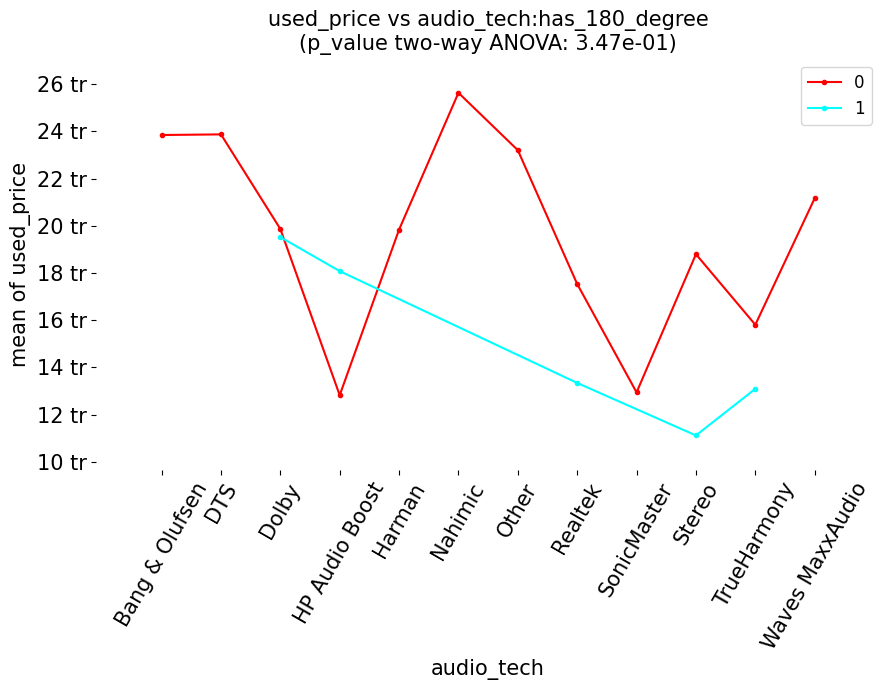 used_price vs audio_tech:has_180_degree
(p_value two-way ANOVA: 3.47e-01)
0
1
mean of used_price
26 tr
24 tr
22 tr
20 tr
18 tr
16 tr
14 tr
12 tr
10 tr
Bang & Olufsen
DTS
Dolby
HP Audio Boost
Harman
Nahimic
Other
Realtek
SonicMaster
Stereo
TrueHarmony
Waves MaxxAudio
audio_tech